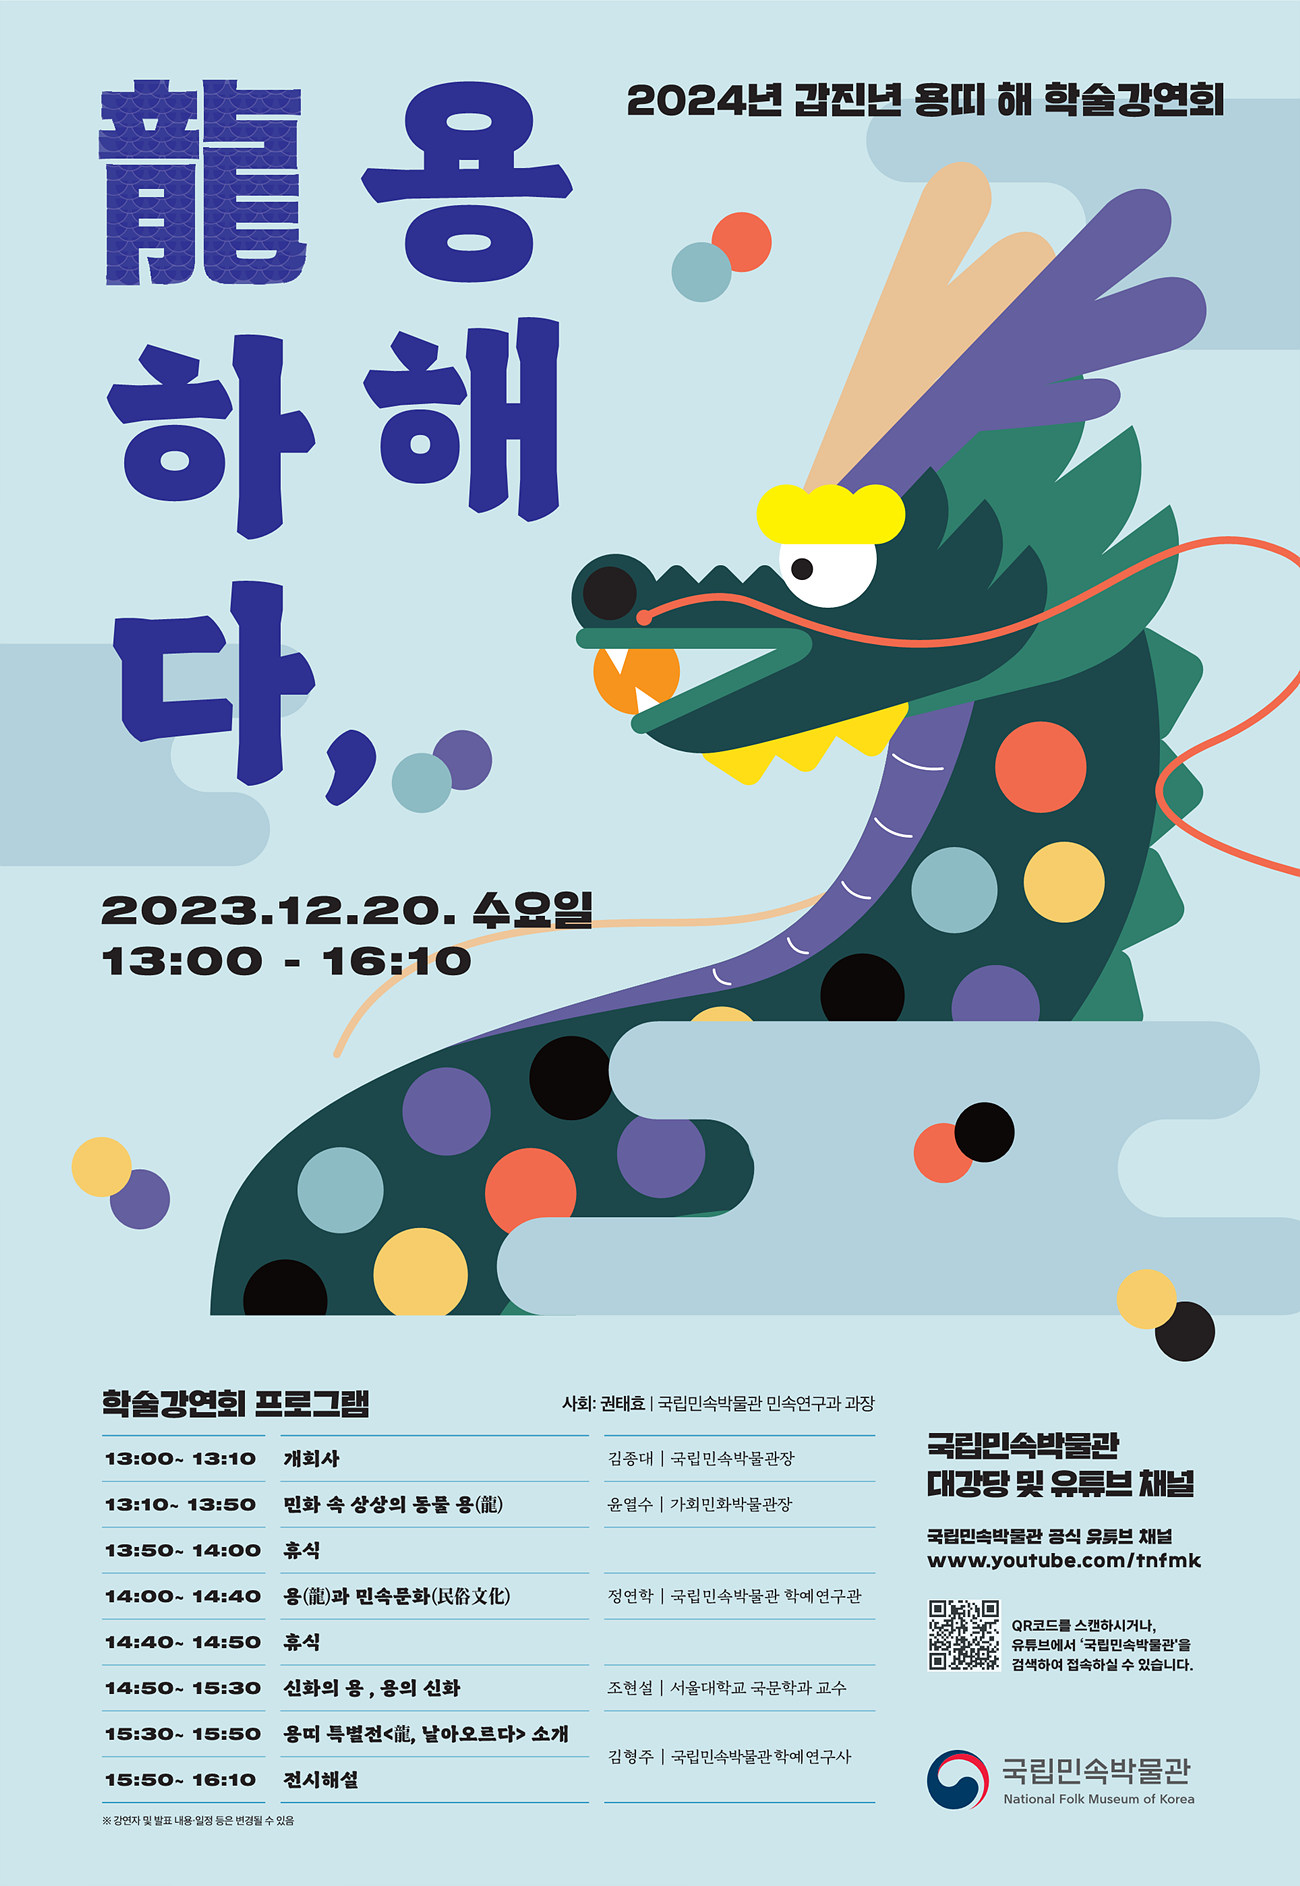 2024년 갑진년 용띠 해 학술강연회
용해
龍하다,
2023.12.20. 수요일
13:00 - 16:10
학술강연회 프로그램
사회: 권태효 | 국립민속박물관 민속연구과 과장
13:00~ 13:10 개회사 김종대 | 국립민속박물관장
13:10~ 13:50 민화 속 상상의 동물 용(龍) 윤열수 | 가회민화박물관장
13:50~ 14:00 휴식
14:00~ 14:40 용(龍)과 민속문화(民俗文化) 정연학 | 국립민속박물관 학예연구관
14:40~ 14:50 휴식
14:50~ 15:30 신화의 용 , 용의 신화 조현설 | 서울대학교 국문학과 교수
15:30~ 15:50 용띠 특별전<龍, 날아오르다> 소개
김형주 | 국립민속박물관학예연구사
15:50~ 16:10 전시해설
※ 강연자 및 발표 내용·일정 등은 변경될 수 있음
국립민속박물관
대강당 및 유튜브 채널
국립민속박물관 공식 유튜브 채널
www.youtube.com/tnfmk
QR코드를 스캔하시거나,
유튜브에서 ‘국립민속박물관’을
검색하여 접속하실 수 있습니다.
국립민속박물관
National Folk Museum of Korea